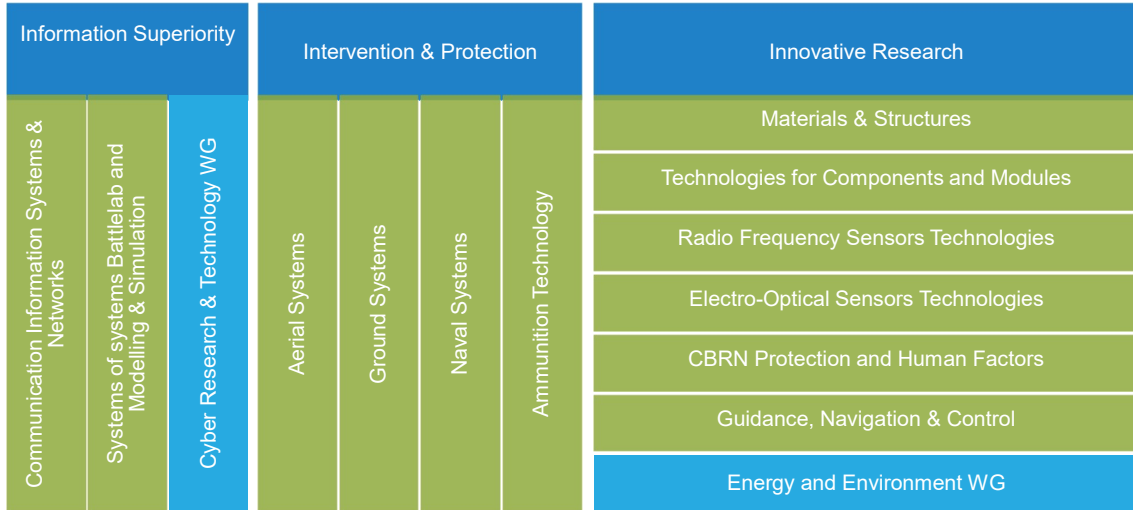 Information Superiority
Communication Information Systems &
Networks
Systems of systems Battlelab and
Modelling & Simulation
Cyber Research & Technology WG
Intervention & Protection
Aerial Systems
Ground Systems
Naval Systems
Ammunition Technology
Innovative Research
Materials & Structures
Technologies for Components and Modules
Radio Frequency Sensors Technologies
Electro-Optical Sensors Technologies
CBRN Protection and Human Factors
Guidance, Navigation & Control
Energy and Environment WG